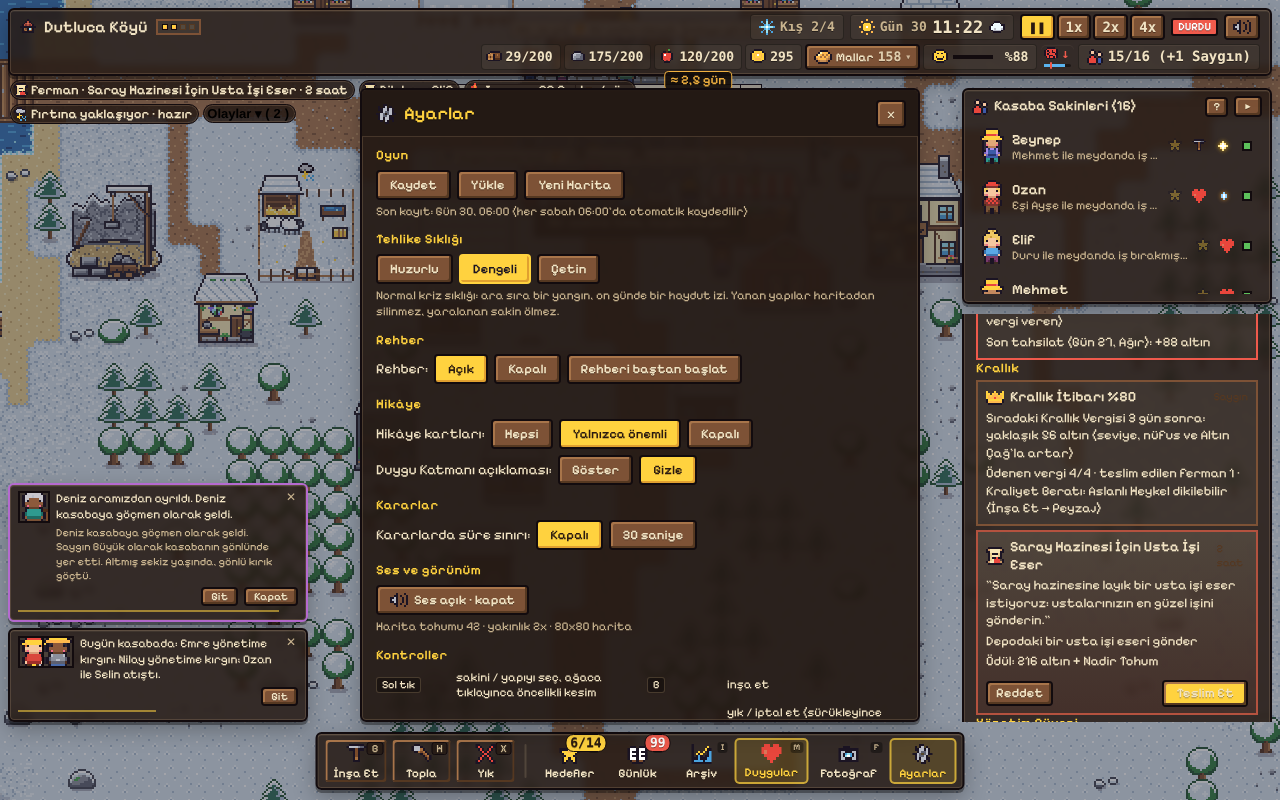 Dutluca Köyü
Kış 2/4
Gün 30 11:22
1x
2x
4x
DURDU
29/200
175/200
120/200
295
Mallar 158
%88
15/16 (+1 Saygın)
≈ 2,2 gün
Ferman · Saray Hazinesi İçin Usta İşi Eser · 2 saat
Fırtına yaklaşıyor · hazır
Olaylar ▾ ( 2 )
Ayarlar
×
Oyun
Kaydet
Yükle
Yeni Harita
Son kayıt: Gün 30, 06:00 (her sabah 06:00'da otomatik kaydedilir)
Tehlike Sıklığı
Huzurlu
Dengeli
Çetin
Normal kriz sıklığı: ara sıra bir yangın, on günde bir haydut izi. Yanan yapılar haritadan
silinmez, yaralanan sakin ölmez.
Rehber
Rehber:
Açık
Kapalı
Rehberi baştan başlat
Hikâye
Hikâye kartları:
Hepsi
Yalnızca önemli
Kapalı
Duygu Katmanı açıklaması:
Göster
Gizle
Kararlar
Kararlarda süre sınırı:
Kapalı
30 saniye
Ses ve görünüm
Ses açık · kapat
Harita tohumu 42 · yakınlık 2x · 80x80 harita
Kontroller
Sol tık
sakini / yapıyı seç, ağaca
tıklayınca öncelikli kesim
B
inşa et
yık / iptal et (sürükleyince
Kasaba Sakinleri (16)
?
Zeynep
Mehmet ile meydanda iş ...
Ozan
Eşi Ayşe ile meydanda iş ...
Elif
Duru ile meydanda iş bırakmış...
Mehmet
vergi veren)
Son tahsilat (Gün 27, Ağır): +88 altın
Krallık
Krallık İtibarı %80
Sıradaki Krallık Vergisi 3 gün sonra:
yaklaşık 96 altın (seviye, nüfus ve Altın
Çağ'la artar)
Ödenen vergi 4/4 · teslim edilen ferman 1 ·
Kraliyet Beratı: Aslanlı Heykel dikilebilir
(İnşa Et → Peyzaj)
Saray Hazinesi İçin Usta İşi
Eser
“Saray hazinesine layık bir usta işi eser
istiyoruz: ustalarınızın en güzel işini
gönderin.”
Depodaki bir usta işi eseri gönder
Ödül: 216 altın + Nadir Tohum
Reddet
Teslim Et
Deniz aramızdan ayrıldı. Deniz
kasabaya göçmen olarak geldi.
Deniz kasabaya göçmen olarak geldi.
Saygın Büyük olarak kasabanın gönlünde
yer etti. Altmış sekiz yaşında, gönlü kırık
göçtü.
Git
Kapat
Bugün kasabada: Emre yönetime
kırgın; Nilay yönetime kırgın; Ozan
ile Selin atıştı.
Git
B
İnşa Et
H
Topla
X
Yık
6/14
Hedefler
99
Günlük
I
Arşiv
M
Duygular
F
Fotoğraf
Ayarlar